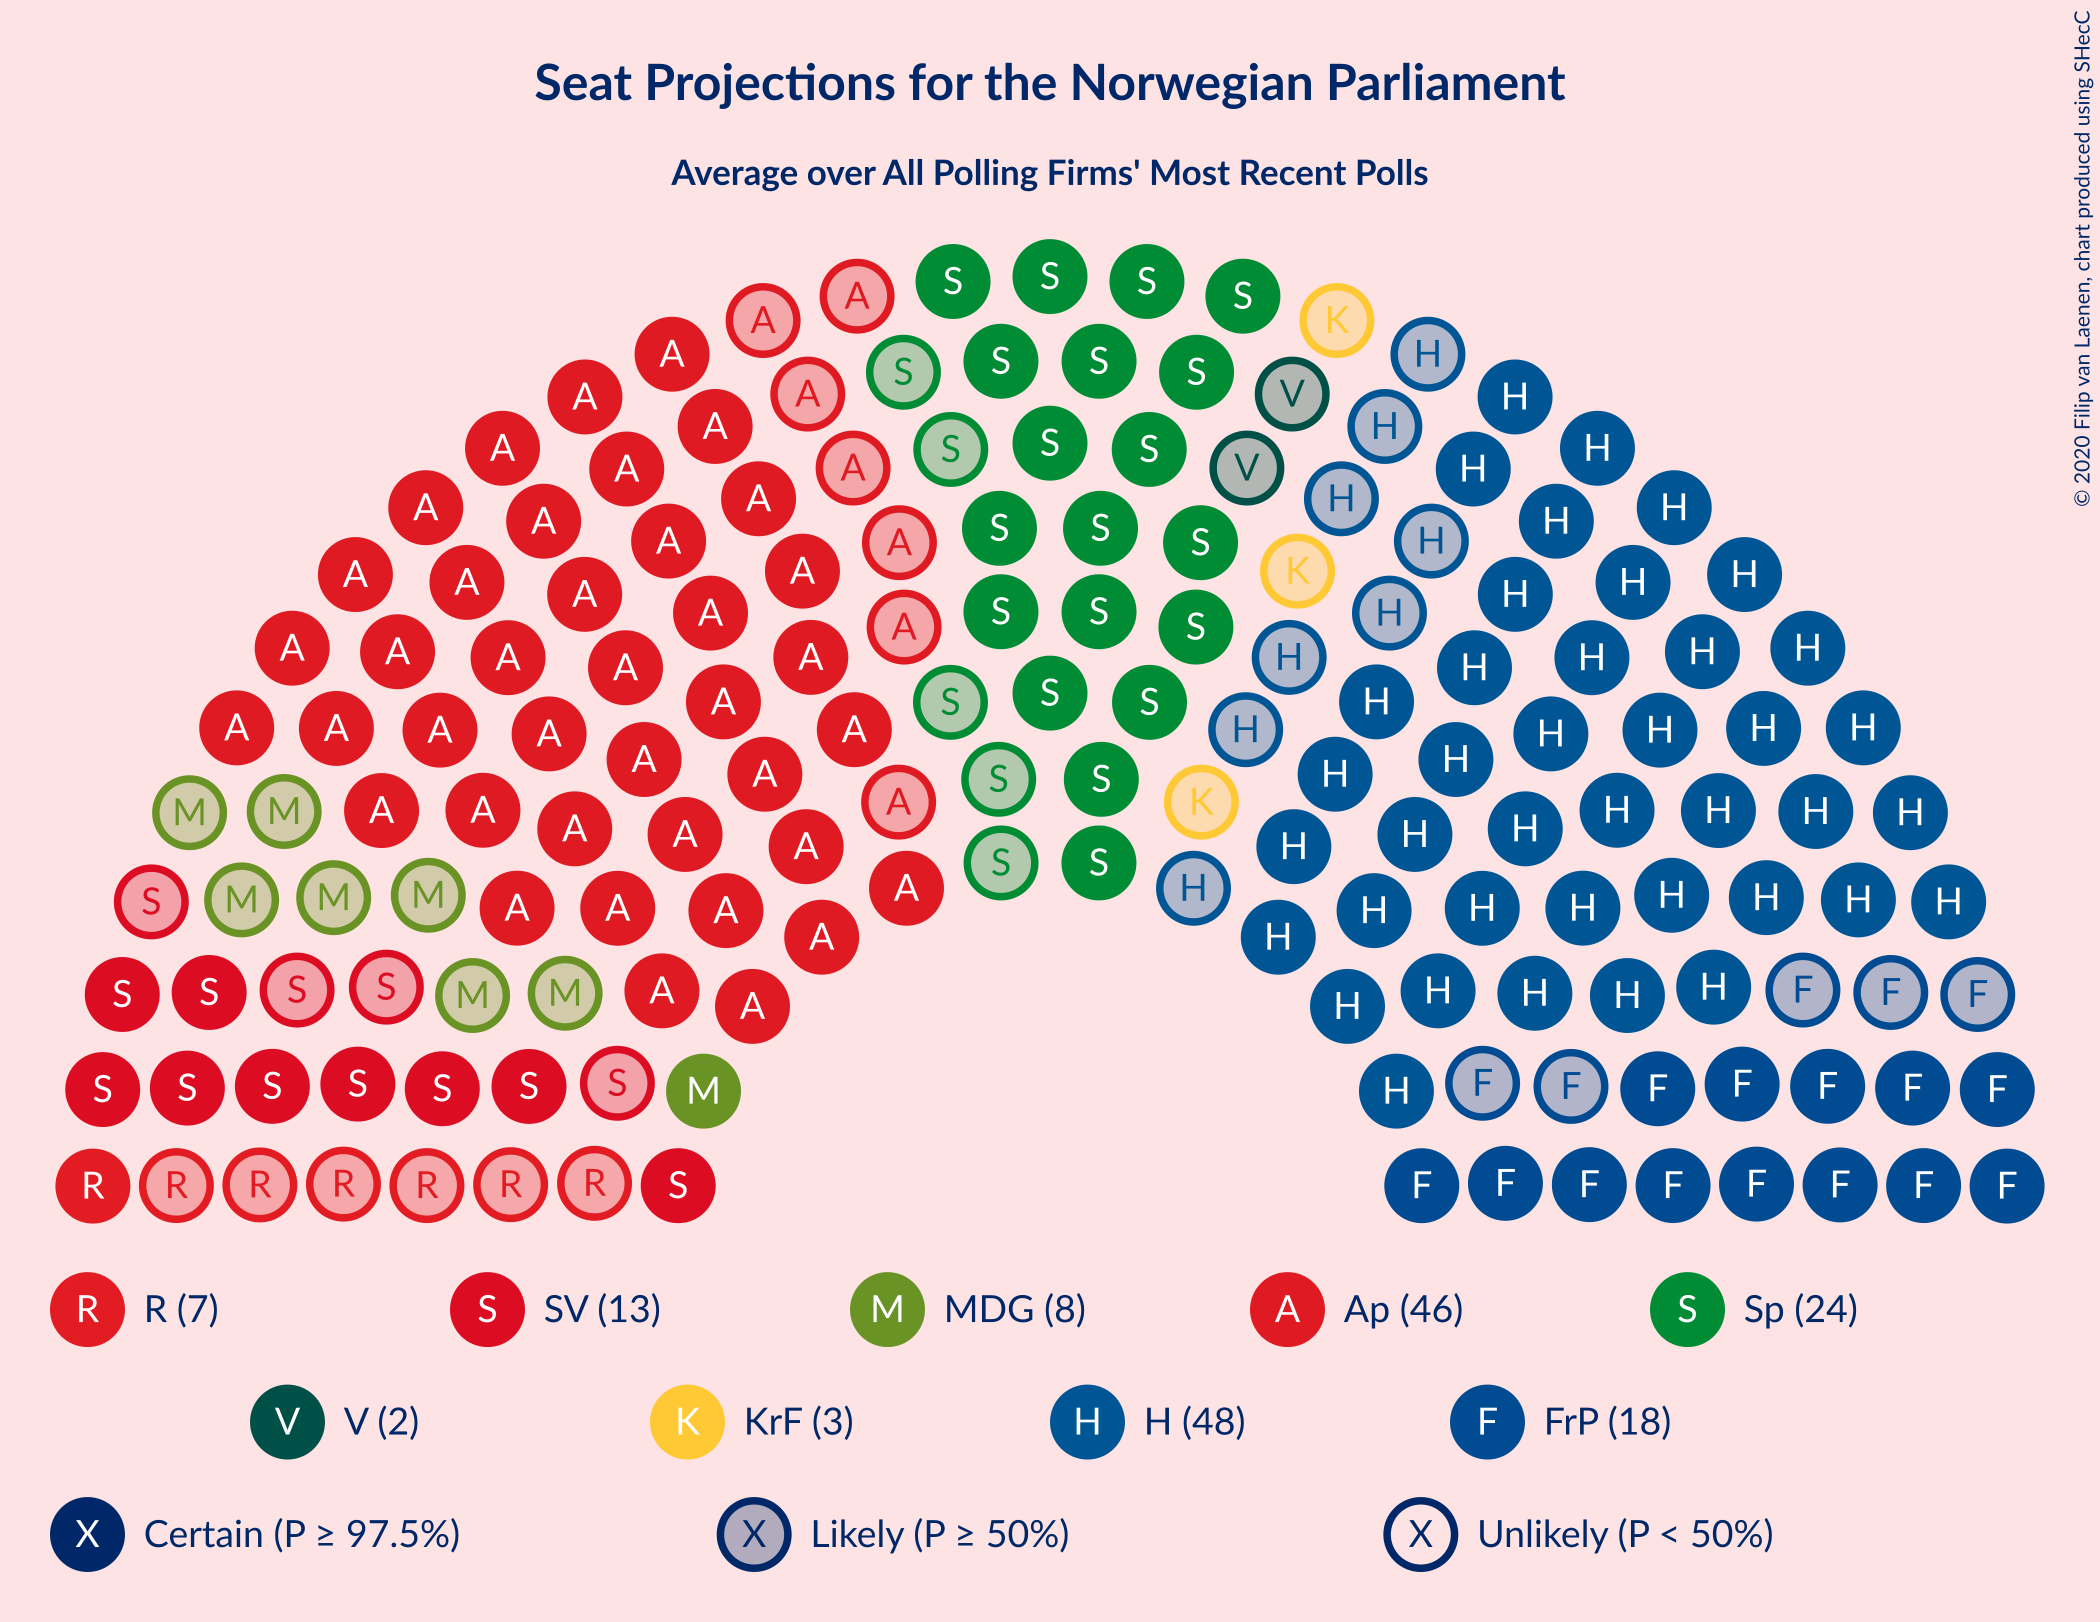 Seat Projections for the Norwegian Parliament
Average over All Polling Firms' Most Recent Polls
© 2020 Filip van Laenen, chart produced using SHecC
S S S S
A A K
A H
S S S S
A V
A H H
A H
S S S
A V
A A H H
A H
A A H H
S S S
A A K H
A A H H
A A H H
S S S
A A H H
A A A H H H
A A A H H H
S S S
A A A A H H H H
A A A A A H H H H H
S S K
M M A A A A A A H H H H H H H
S S H
S M M M A A A A A H H H H H H H H
S S S S M M A A H H H H H F F F
S S S S S S S M H F F F F F F F
R R R R R R R S F F F F F F F F
R R (7) S SV (13) M MDG (8) A Ap (46) S Sp (24)
V V (2) K KrF (3) H H (48) F FrP (18)
X Certain (P ≥ 97.5%) X Likely (P ≥ 50%) X Unlikely (P < 50%)